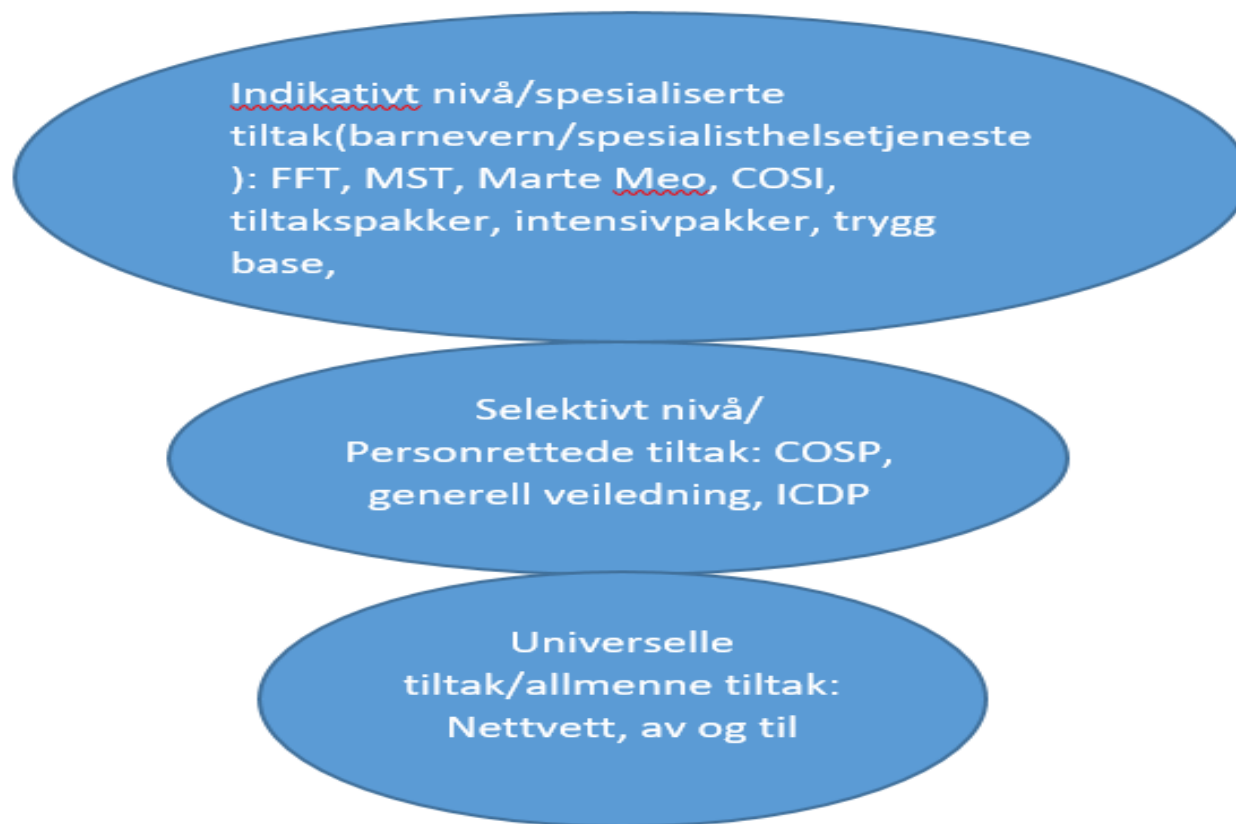 Indikativt nivå/spesialiserte
tiltak(barnevern/spesialisthelsetjeneste
): FFT, MST, Marte Meo, COSI,
tiltakspakker, intensivpakker, trygg
base,
Selektivt nivå/
Personrettede tiltak: COSP,
generell veiledning, ICDP
Universelle
tiltak/allmenne tiltak:
Nettvett, av og til